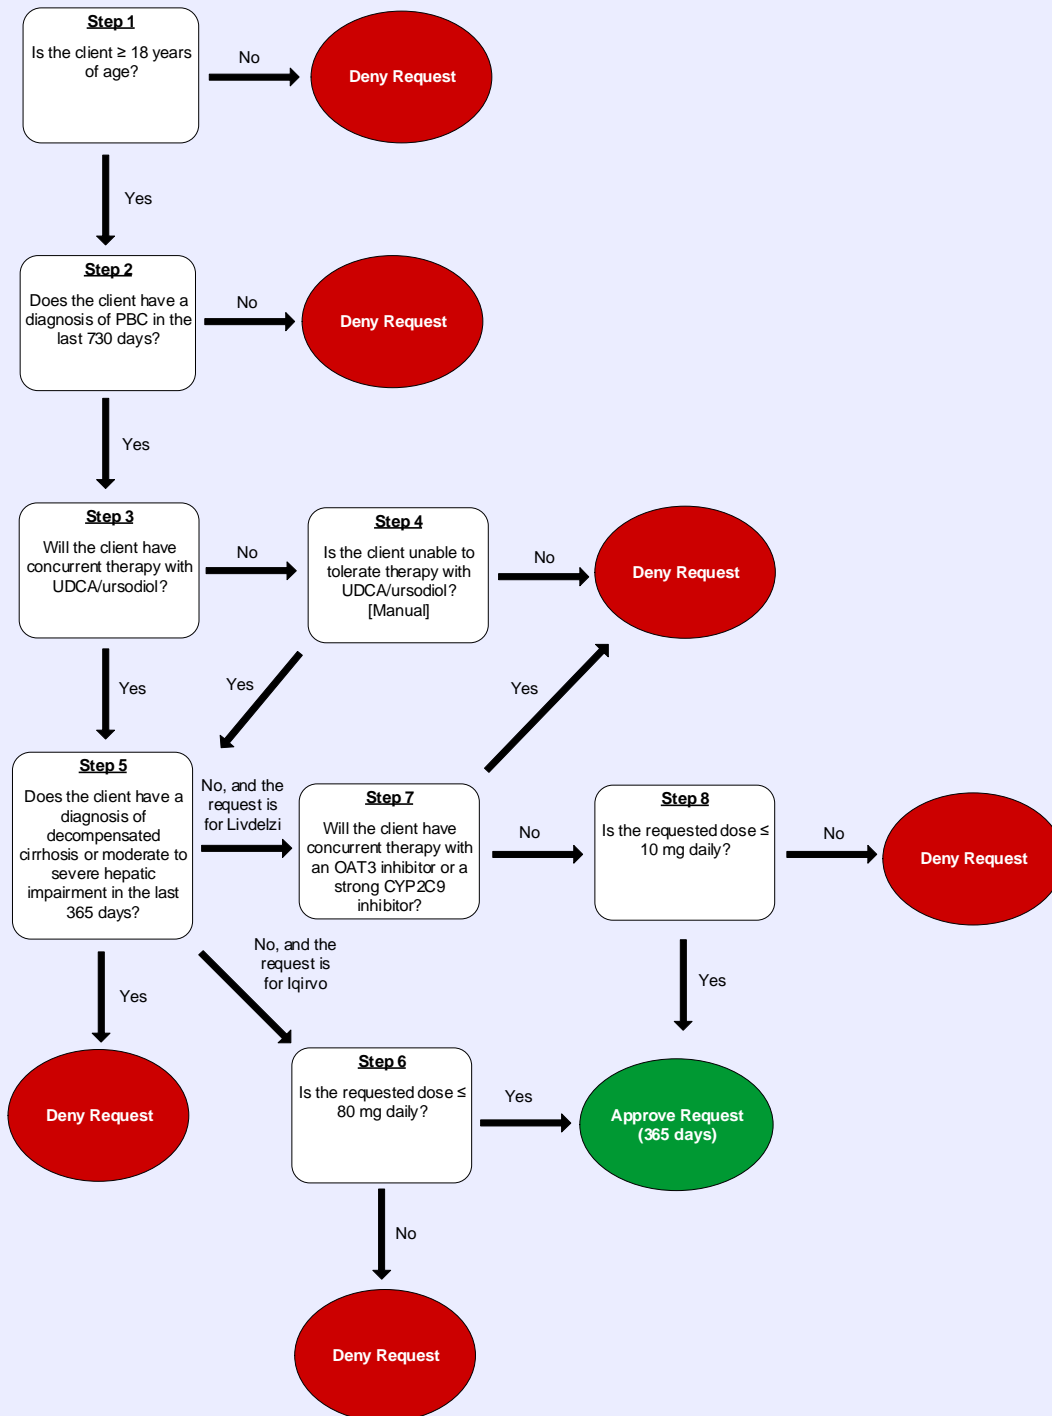 Step 1
Is the client ≥ 18 years
of age?
No
Deny Request
Yes
Step 2
Does the client have a
diagnosis of PBC in the
last 730 days?
No
Deny Request
Yes
Step 3
Will the client have
concurrent therapy with
UDCA/ursodiol?
No
Step 4
Is the client unable to
tolerate therapy with
UDCA/ursodiol?
[Manual]
No
Deny Request
Yes
Yes
Yes
Step 5
Does the client have a
diagnosis of
decompensated
cirrhosis or moderate to
severe hepatic
impairment in the last
365 days?
No, and the
request is
for Livdelzi
Step 7
Will the client have
concurrent therapy with
an OAT3 inhibitor or a
strong CYP2C9
inhibitor?
No
Step 8
Is the requested dose ≤
10 mg daily?
No
Deny Request
No, and the
request is
for Iqirvo
Yes
Yes
Deny Request
Step 6
Is the requested dose ≤
80 mg daily?
Yes
Approve Request
(365 days)
No
Deny Request